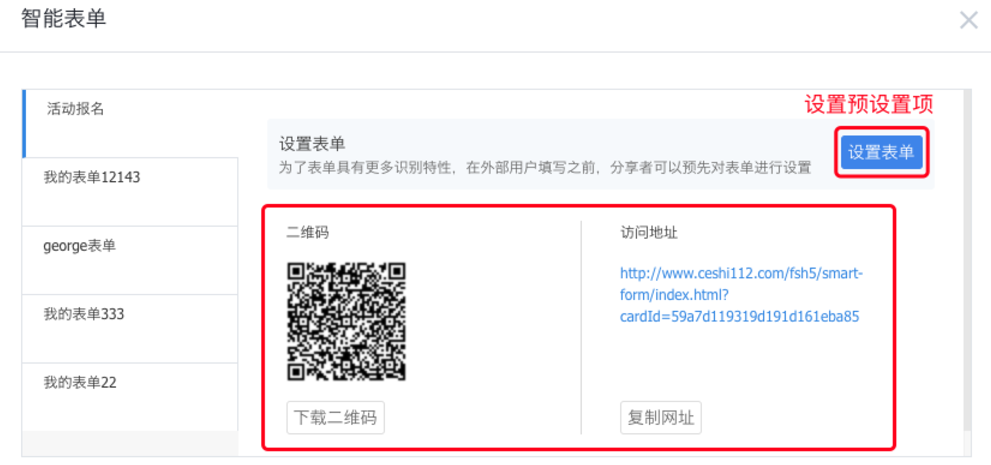 智能表单
活动报名
设置预设置项
设置表单
为了表单具有更多识别特性，在外部用户填写之前，分享者可以预先对表单进行设置
设置表单
我的表单12143
george表单
我的表单333
我的表单22
二维码
下载二维码
访问地址
http://www.ceshi112.com/fsh5/smart-
form/index.html?
cardId=59a7d119319d191d161eba85
复制网址